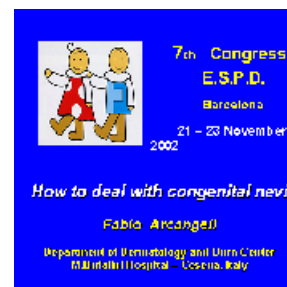 7th Congress
E.S.P.D.
Barcelona
21 – 23 November
2002
How to deal with congenital nevi
Fabio Arcangeli
Department of Dermatology and Burn Center
M.Bufalini Hospital – Cesena, Italy